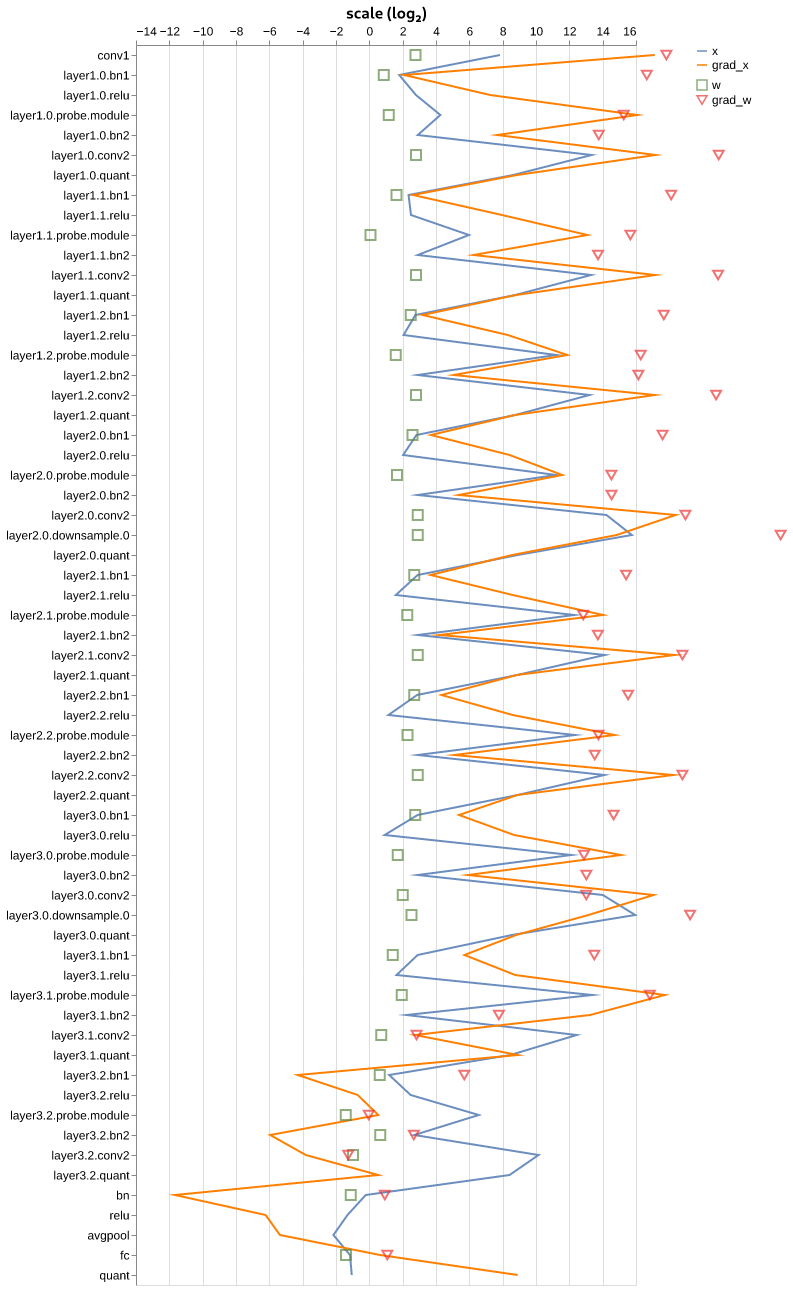 scale (log₂)
−14 −12 −10 −8 −6 −4 −2 0 2 4 6 8 10 12 14 16
x
grad_x
w
grad_w
conv1
layer1.0.bn1
layer1.0.relu
layer1.0.probe.module
layer1.0.bn2
layer1.0.conv2
layer1.0.quant
layer1.1.bn1
layer1.1.relu
layer1.1.probe.module
layer1.1.bn2
layer1.1.conv2
layer1.1.quant
layer1.2.bn1
layer1.2.relu
layer1.2.probe.module
layer1.2.bn2
layer1.2.conv2
layer1.2.quant
layer2.0.bn1
layer2.0.relu
layer2.0.probe.module
layer2.0.bn2
layer2.0.conv2
layer2.0.downsample.0
layer2.0.quant
layer2.1.bn1
layer2.1.relu
layer2.1.probe.module
layer2.1.bn2
layer2.1.conv2
layer2.1.quant
layer2.2.bn1
layer2.2.relu
layer2.2.probe.module
layer2.2.bn2
layer2.2.conv2
layer2.2.quant
layer3.0.bn1
layer3.0.relu
layer3.0.probe.module
layer3.0.bn2
layer3.0.conv2
layer3.0.downsample.0
layer3.0.quant
layer3.1.bn1
layer3.1.relu
layer3.1.probe.module
layer3.1.bn2
layer3.1.conv2
layer3.1.quant
layer3.2.bn1
layer3.2.relu
layer3.2.probe.module
layer3.2.bn2
layer3.2.conv2
layer3.2.quant
bn
relu
avgpool
fc
quant